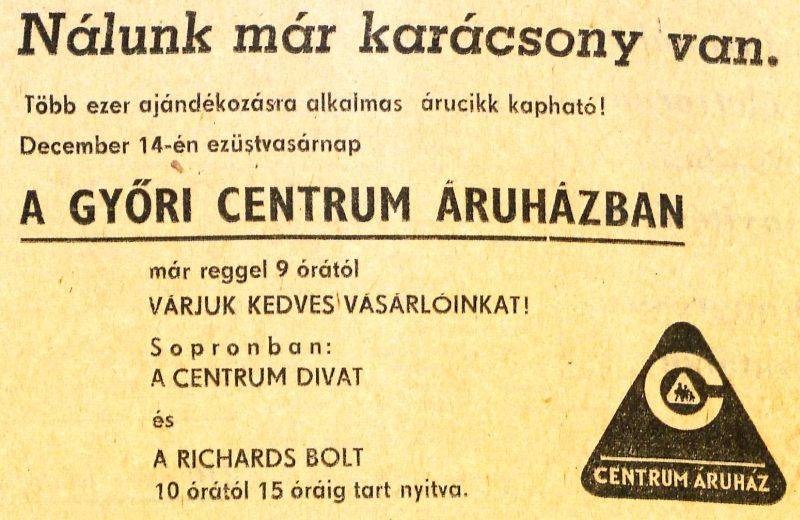 Nálunk már karácsony van.
Több ezer ajándékozásra alkalmas árucikk kapható!
December 14-én ezüstvasárnap
A GYŐRI CENTRUM ÁRUHÁZBAN
már reggel 9 órától
VÁRJUK KEDVES VÁSÁRLÓINKAT!
Sopronban:
A CENTRUM DIVAT
és
A RICHARDS BOLT
10 órától 15 óráig tart nyitva.
C
CENTRUM ÁRUHÁZ